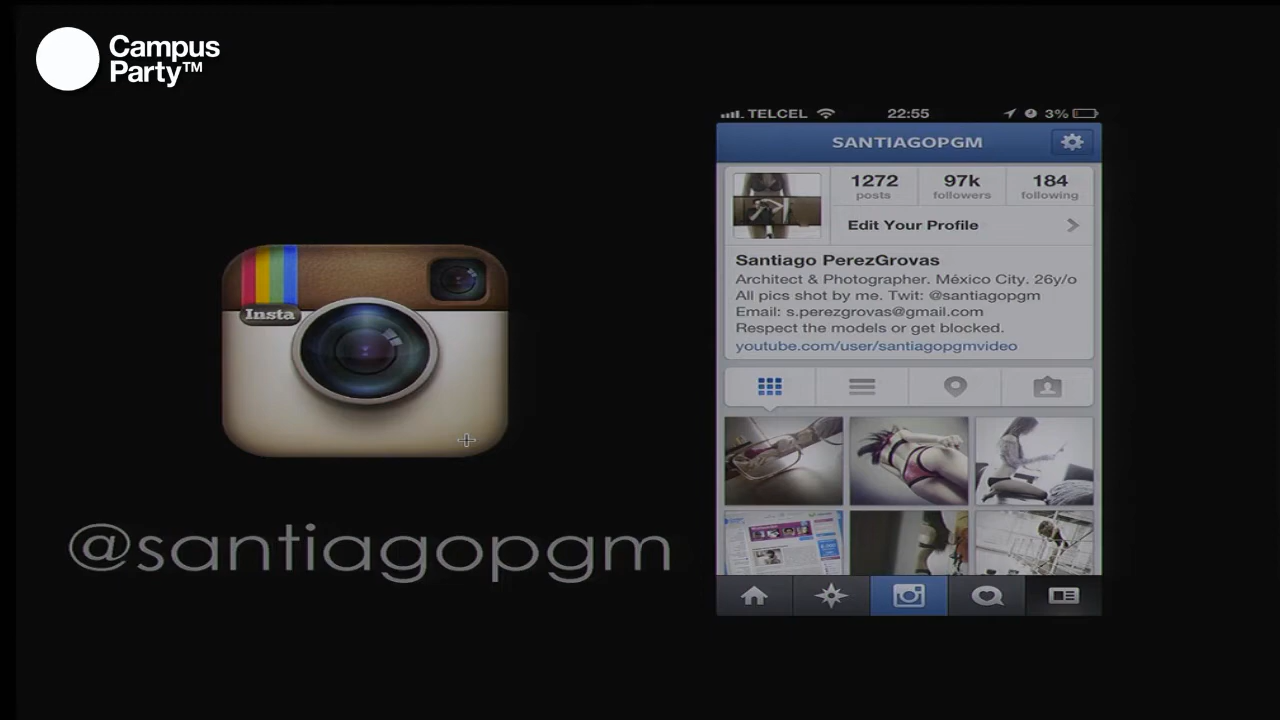 Campus
Party™
TELCEL 22:55 3%
SANTIAGOPGM
1272 97k 184
posts followers following
Edit Your Profile
Santiago PerezGrovas
Architect & Photographer. México City. 26y/o
All pics shot by me. Twit: @santiagopgm
Email: s.perezgrovas@gmail.com
Respect the models or get blocked.
youtube.com/user/santiagopgmvideo
Insta
@santiagopgm